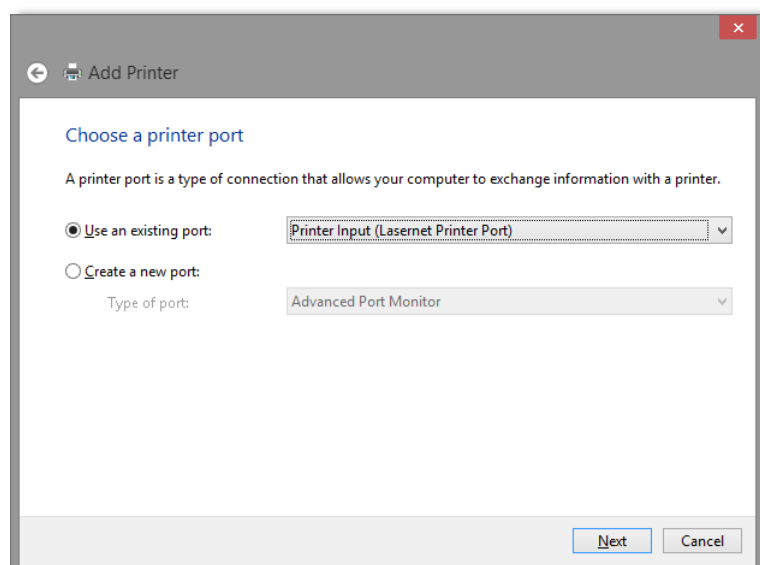 Add Printer
Choose a printer port
A printer port is a type of connection that allows your computer to exchange information with a printer.
Use an existing port: Printer Input (Lasernet Printer Port)
Create a new port:
Type of port: Advanced Port Monitor
Next Cancel